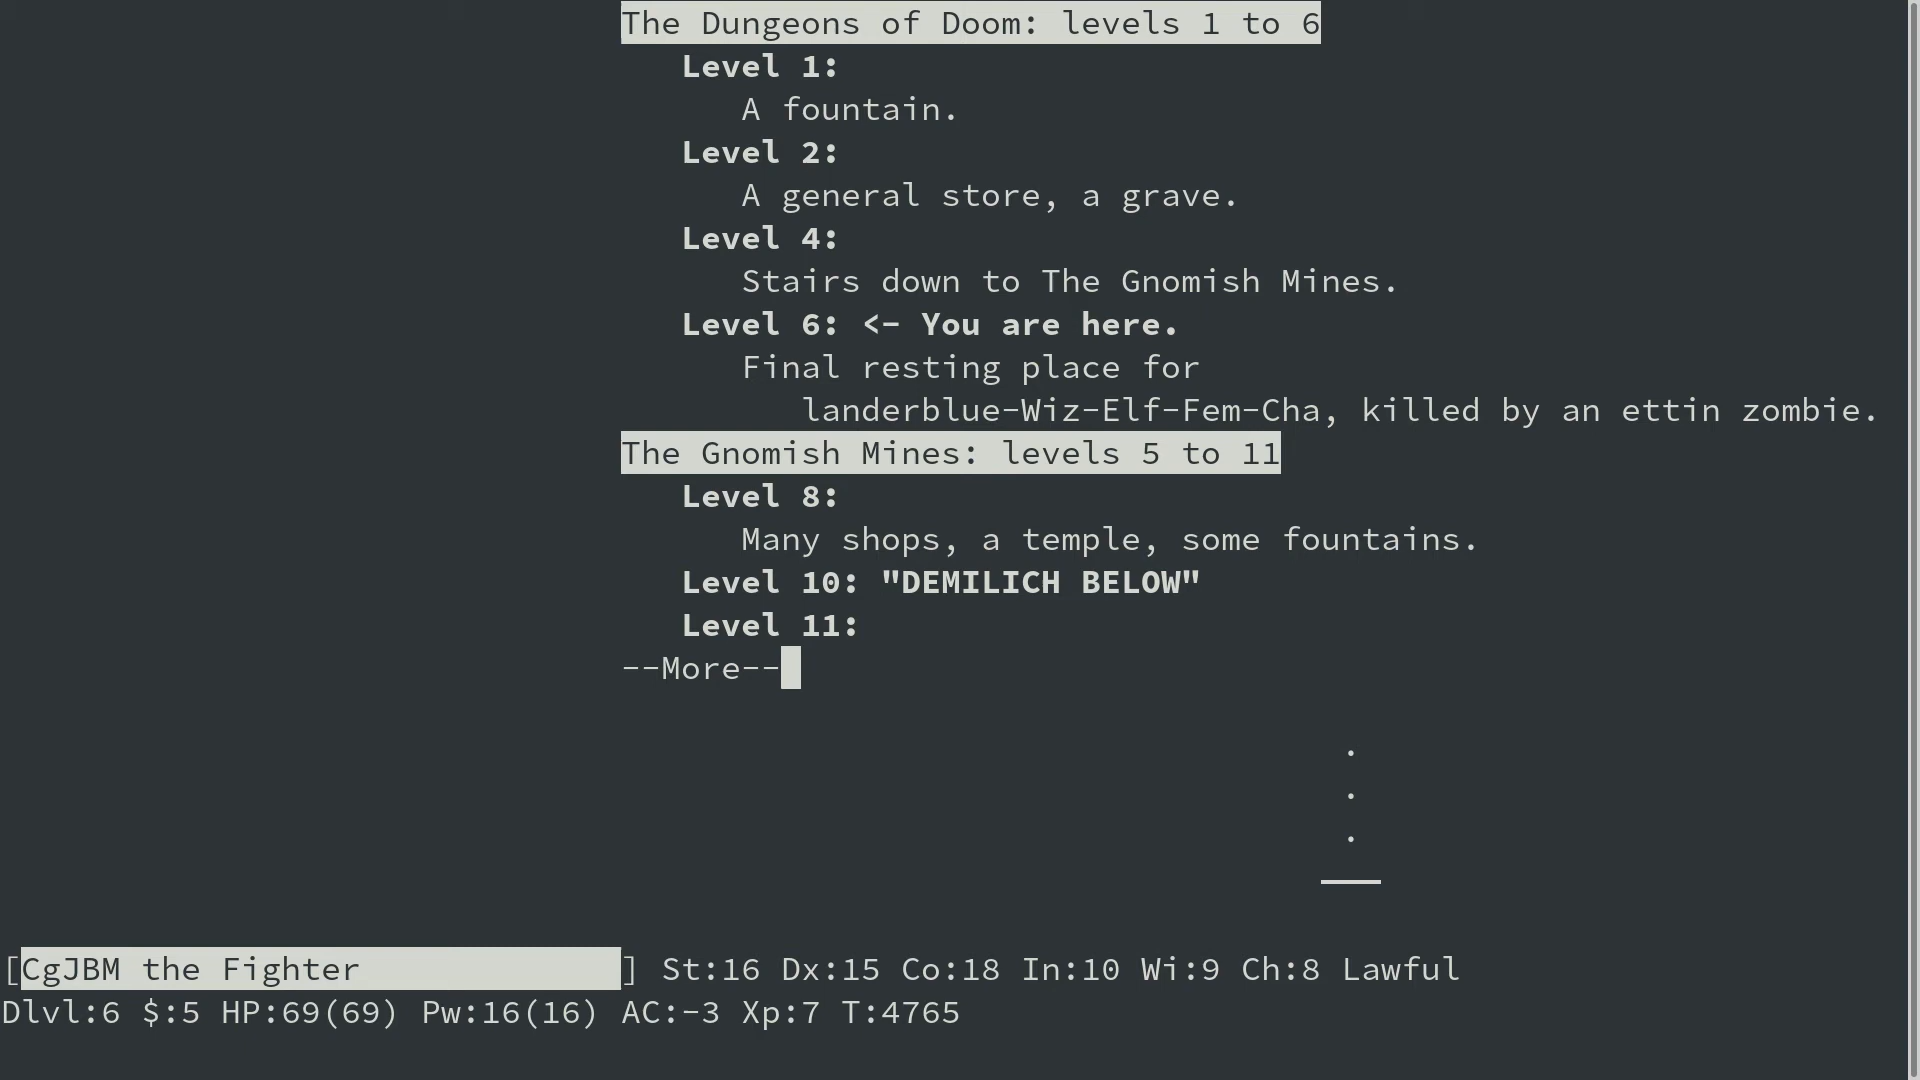 The Dungeons of Doom: levels 1 to 6
Level 1:
A fountain.
Level 2:
A general store, a grave.
Level 4:
Stairs down to The Gnomish Mines.
Level 6: <- You are here.
Final resting place for
landerblue-Wiz-Elf-Fem-Cha, killed by an ettin zombie.
The Gnomish Mines: levels 5 to 11
Level 8:
Many shops, a temple, some fountains.
Level 10: "DEMILICH BELOW"
Level 11:
--More--
[CgJBM the Fighter ] St:16 Dx:15 Co:18 In:10 Wi:9 Ch:8 Lawful
Dlvl:6 $:5 HP:69(69) Pw:16(16) AC:-3 Xp:7 T:4765